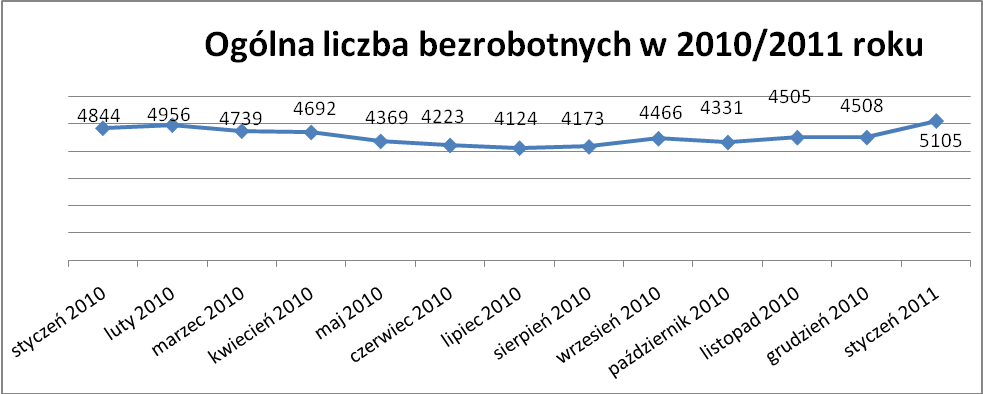 Ogólna liczba bezrobotnych w 2010/2011 roku
4844 4956 4739 4692 4369 4223 4124 4173 4466 4331 4505 4508 5105
styczeń 2010
luty 2010
marzec 2010
kwiecień 2010
maj 2010
czerwiec 2010
lipiec 2010
sierpień 2010
wrzesień 2010
październik 2010
listopad 2010
grudzień 2010
styczeń 2011